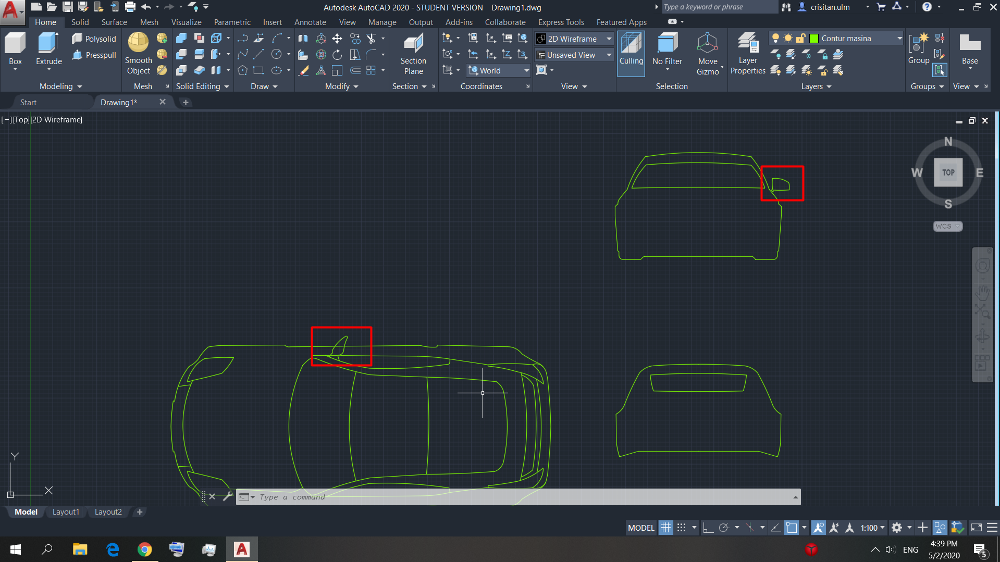 Autodesk AutoCAD 2020 - STUDENT VERSION Drawing1.dwg
Type a keyword or phrase
crisitan.ulm
Home Solid Surface Mesh Visualize Parametric Insert Annotate View Manage Output Add-ins Collaborate Express Tools Featured Apps
Box
Extrude
Polysolid
Presspull
Modeling
Smooth
Object
Mesh
Solid Editing
Draw
Modify
Section
Plane
Section
World
Coordinates
2D Wireframe
Unsaved View
View
Culling
No Filter
Move
Gizmo
Selection
Layer
Properties
Contur masina
Layers
Group
Groups
Base
View
Start
Drawing1*
[−][Top][2D Wireframe]
N
W
TOP
E
S
WCS
Y
X
Type a command
Model Layout1 Layout2
MODEL
1:100
ENG
4:39 PM
5/2/2020
5